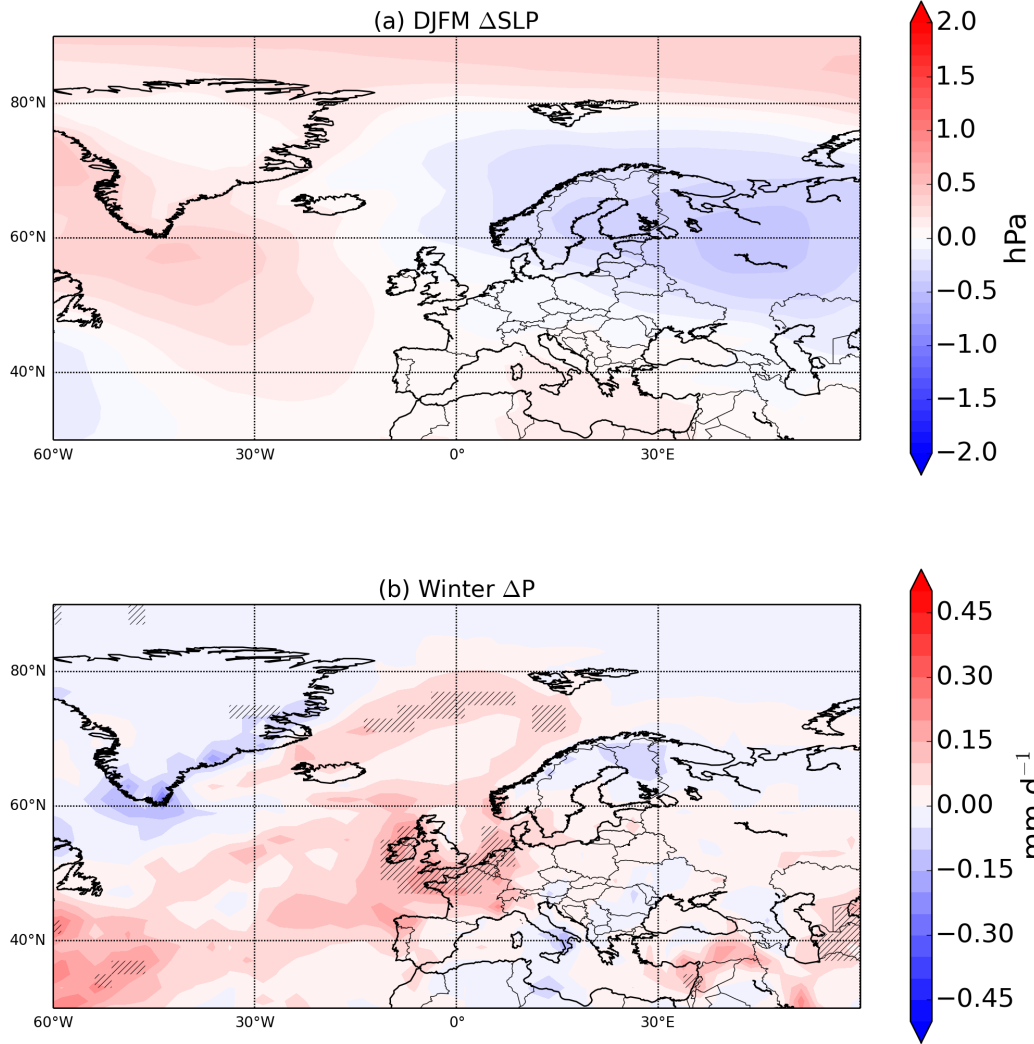 (a) DJFM ΔSLP
80°N
60°N
40°N
60°W
30°W
0°
30°E
2.0
1.5
1.0
0.5
0.0
−0.5
−1.0
−1.5
−2.0
hPa
(b) Winter ΔP
80°N
60°N
40°N
60°W
30°W
0°
30°E
0.45
0.30
0.15
0.00
−0.15
−0.30
−0.45
mm d⁻¹